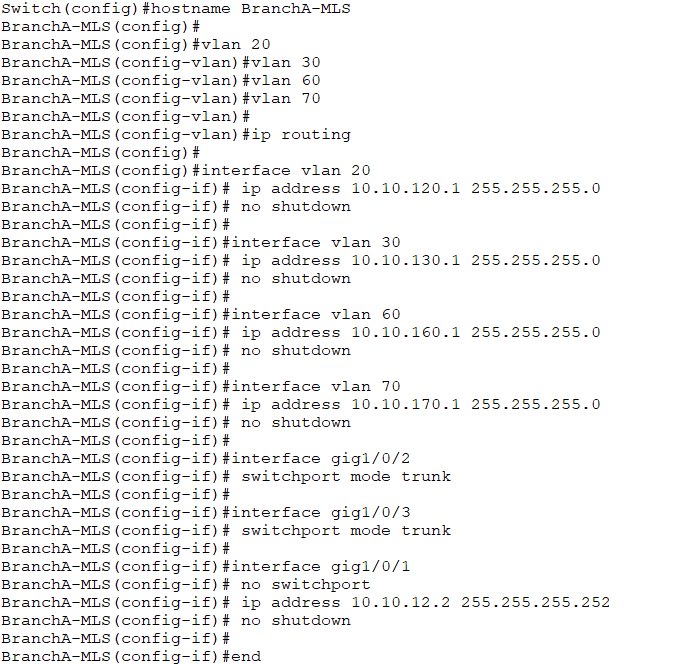 Switch(config)#hostname BranchA-MLS
BranchA-MLS(config)#
BranchA-MLS(config)#vlan 20
BranchA-MLS(config-vlan)#vlan 30
BranchA-MLS(config-vlan)#vlan 60
BranchA-MLS(config-vlan)#vlan 70
BranchA-MLS(config-vlan)#
BranchA-MLS(config-vlan)#ip routing
BranchA-MLS(config)#
BranchA-MLS(config)#interface vlan 20
BranchA-MLS(config-if)# ip address 10.10.120.1 255.255.255.0
BranchA-MLS(config-if)# no shutdown
BranchA-MLS(config-if)#
BranchA-MLS(config-if)#interface vlan 30
BranchA-MLS(config-if)# ip address 10.10.130.1 255.255.255.0
BranchA-MLS(config-if)# no shutdown
BranchA-MLS(config-if)#
BranchA-MLS(config-if)#interface vlan 60
BranchA-MLS(config-if)# ip address 10.10.160.1 255.255.255.0
BranchA-MLS(config-if)# no shutdown
BranchA-MLS(config-if)#
BranchA-MLS(config-if)#interface vlan 70
BranchA-MLS(config-if)# ip address 10.10.170.1 255.255.255.0
BranchA-MLS(config-if)# no shutdown
BranchA-MLS(config-if)#
BranchA-MLS(config-if)#interface gig1/0/2
BranchA-MLS(config-if)# switchport mode trunk
BranchA-MLS(config-if)#
BranchA-MLS(config-if)#interface gig1/0/3
BranchA-MLS(config-if)# switchport mode trunk
BranchA-MLS(config-if)#
BranchA-MLS(config-if)#interface gig1/0/1
BranchA-MLS(config-if)# no switchport
BranchA-MLS(config-if)# ip address 10.10.12.2 255.255.255.252
BranchA-MLS(config-if)# no shutdown
BranchA-MLS(config-if)#
BranchA-MLS(config-if)#end